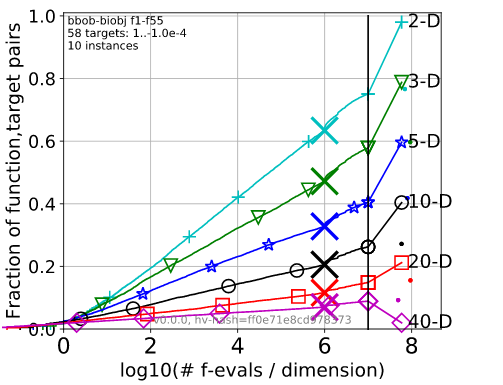 bbob-biobj f1-f55
58 targets: 1..-1.0e-4
10 instances
Fraction of function,target pairs
1.0
0.8
0.6
0.4
0.2
0.0
2-D
3-D
5-D
10-D
20-D
40-D
0
2
4
6
8
log10(# f-evals / dimension)